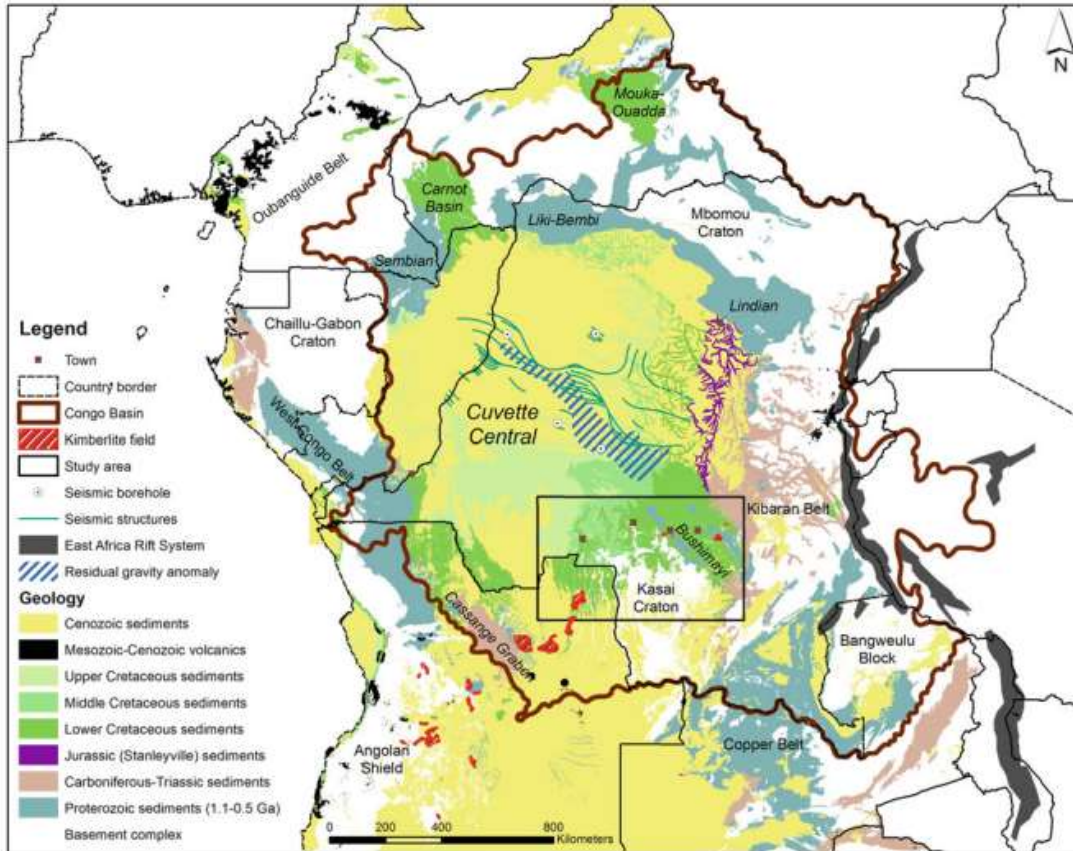 N
Mouka-
Ouadda
Oubanguide Belt
Carnot
Basin
Liki-Bembi
Mbomou
Craton
Sembian
Lindian
Chaillu-Gabon
Craton
West Congo Belt
Cuvette
Central
Kibaran Belt
Bushimayi
Kasai
Craton
Cassange Graben
Bangweulu
Block
Copper Belt
Angolan
Shield
Legend
Town
Country border
Congo Basin
Kimberlite field
Study area
Seismic borehole
Seismic structures
East Africa Rift System
Residual gravity anomaly
Geology
Cenozoic sediments
Mesozoic-Cenozoic volcanics
Upper Cretaceous sediments
Middle Cretaceous sediments
Lower Cretaceous sediments
Jurassic (Stanleyville) sediments
Carboniferous-Triassic sediments
Proterozoic sediments (1.1-0.5 Ga)
Basement complex
0 200 400 800
Kilometers